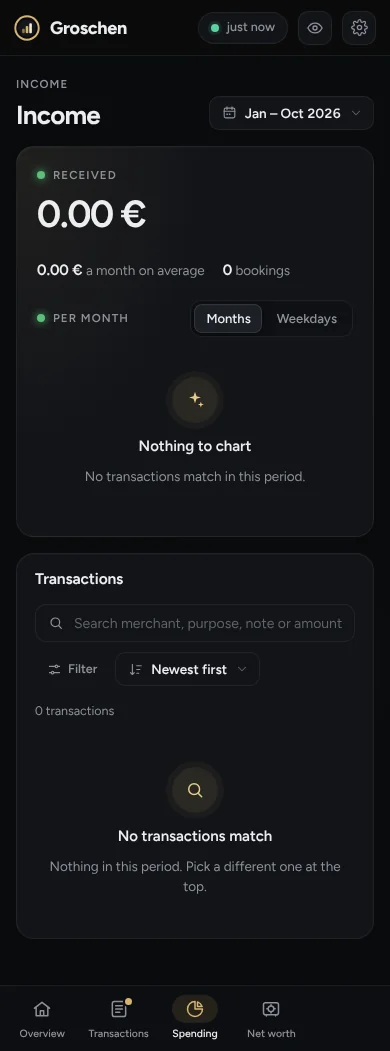 Groschen
just now
INCOME
Income
Jan – Oct 2026
RECEIVED
0.00 €
0.00 € a month on average 0 bookings
PER MONTH
Months
Weekdays
Nothing to chart
No transactions match in this period.
Transactions
Search merchant, purpose, note or amount
Filter
Newest first
0 transactions
No transactions match
Nothing in this period. Pick a different one at the
top.
Overview
Transactions
Spending
Net worth